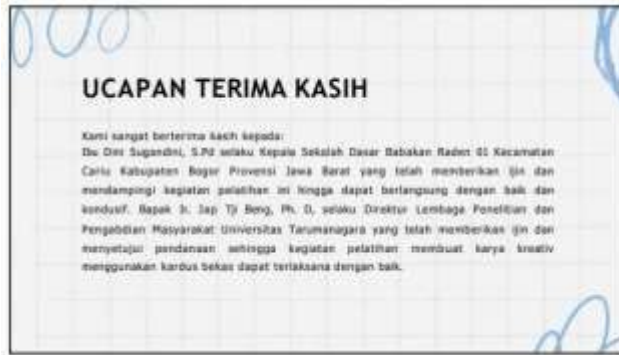 UCAPAN TERIMA KASIH
Kami sangat berterima kasih kepada:
Ibu Dini Sugandini, S.Pd selaku Kepala Sekolah Dasar Babakan Raden 01 Kecamatan
Cariu Kabupaten Bogor Provensi Jawa Barat yang telah memberikan ijin dan
mendampingi kegiatan pelatihan ini hingga dapat berlangsung dengan baik dan
kondusif. Bapak Ir. Jap Tji Beng, Ph. D, selaku Direktur Lembaga Penelitian dan
Pengabdian Masyarakat Universitas Tarumanagara yang telah memberikan ijin dan
menyetujui pendanaan sehingga kegiatan pelatihan membuat karya kreativ
menggunakan kardus bekas dapat terlaksana dengan baik.